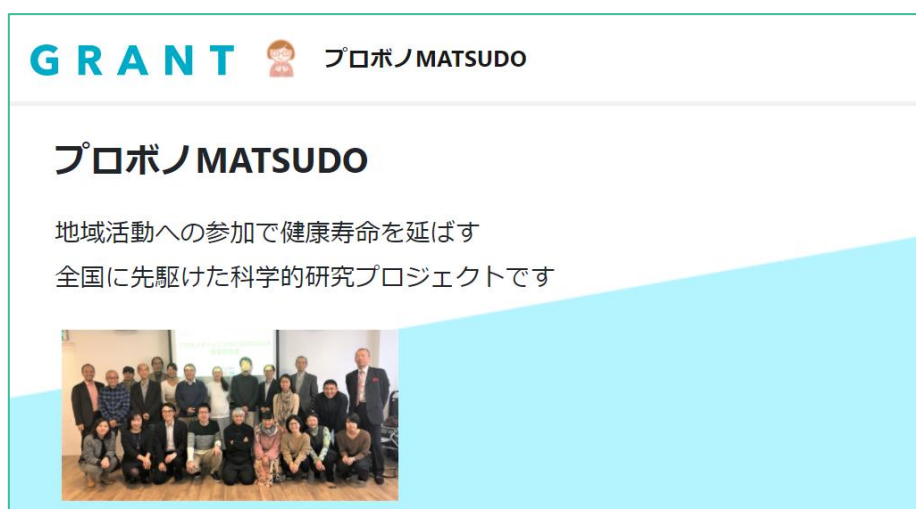 GRANT プロボノMATSUDO
プロボノMATSUDO
地域活動への参加で健康寿命を延ばす
全国に先駆けた科学的研究プロジェクトです